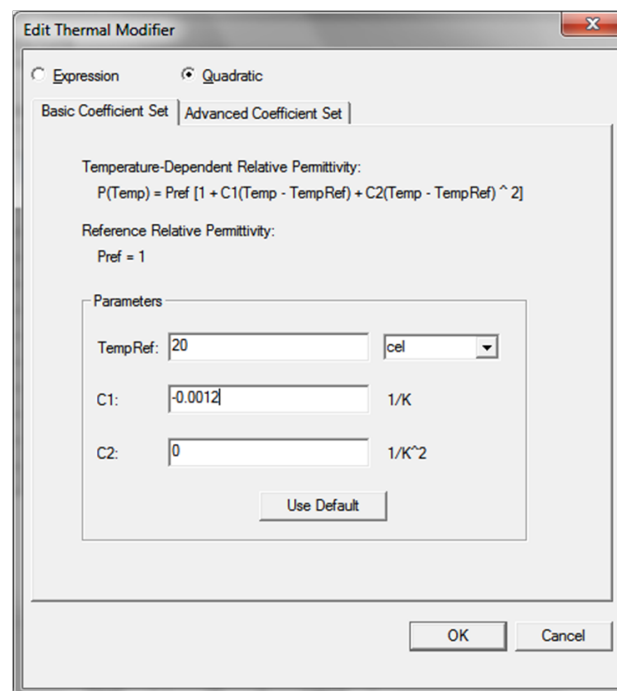 Edit Thermal Modifier
Expression Quadratic
Basic Coefficient Set Advanced Coefficient Set
Temperature-Dependent Relative Permittivity:
P(Temp) = Pref [1 + C1(Temp - TempRef) + C2(Temp - TempRef) ^ 2]
Reference Relative Permittivity:
Pref = 1
Parameters
TempRef: 20 cel
C1: -0.0012 1/K
C2: 0 1/K^2
Use Default
OK Cancel